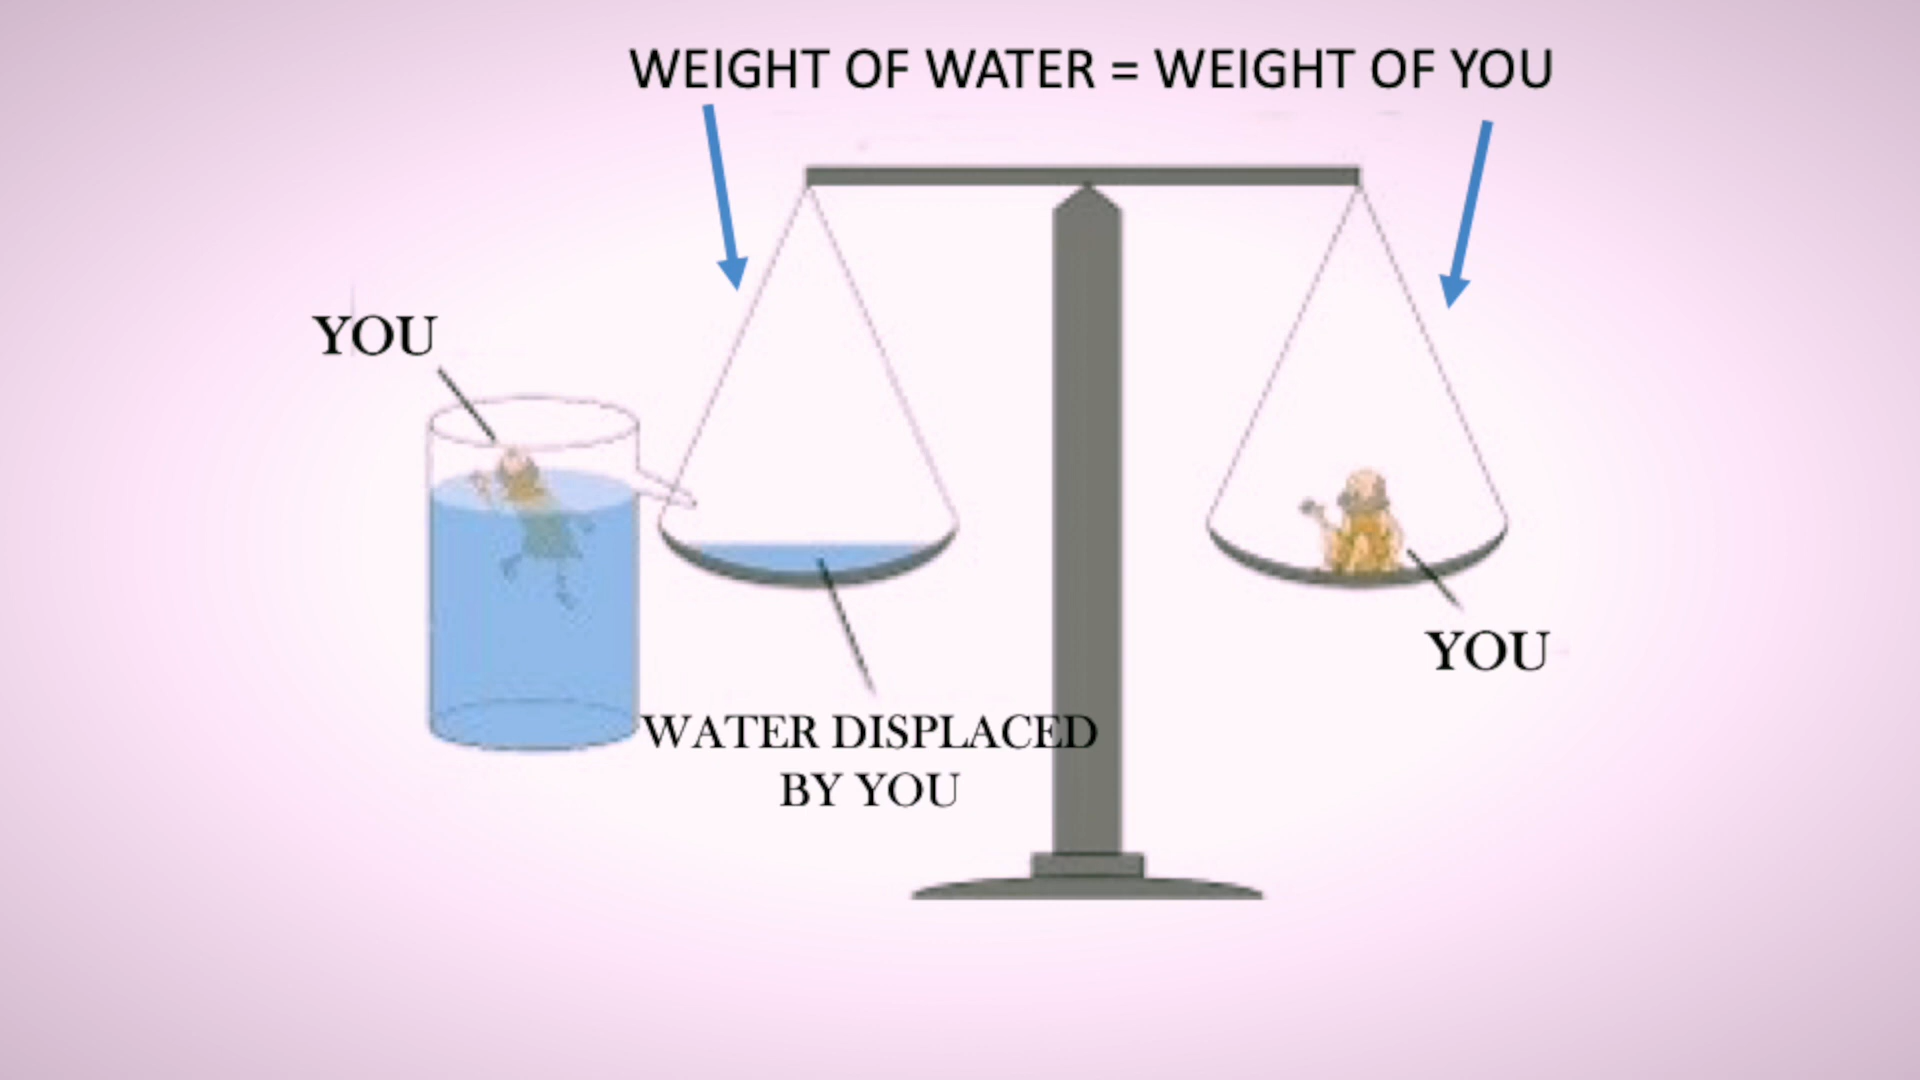 WEIGHT OF WATER = WEIGHT OF YOU
YOU
YOU
WATER DISPLACED
BY YOU